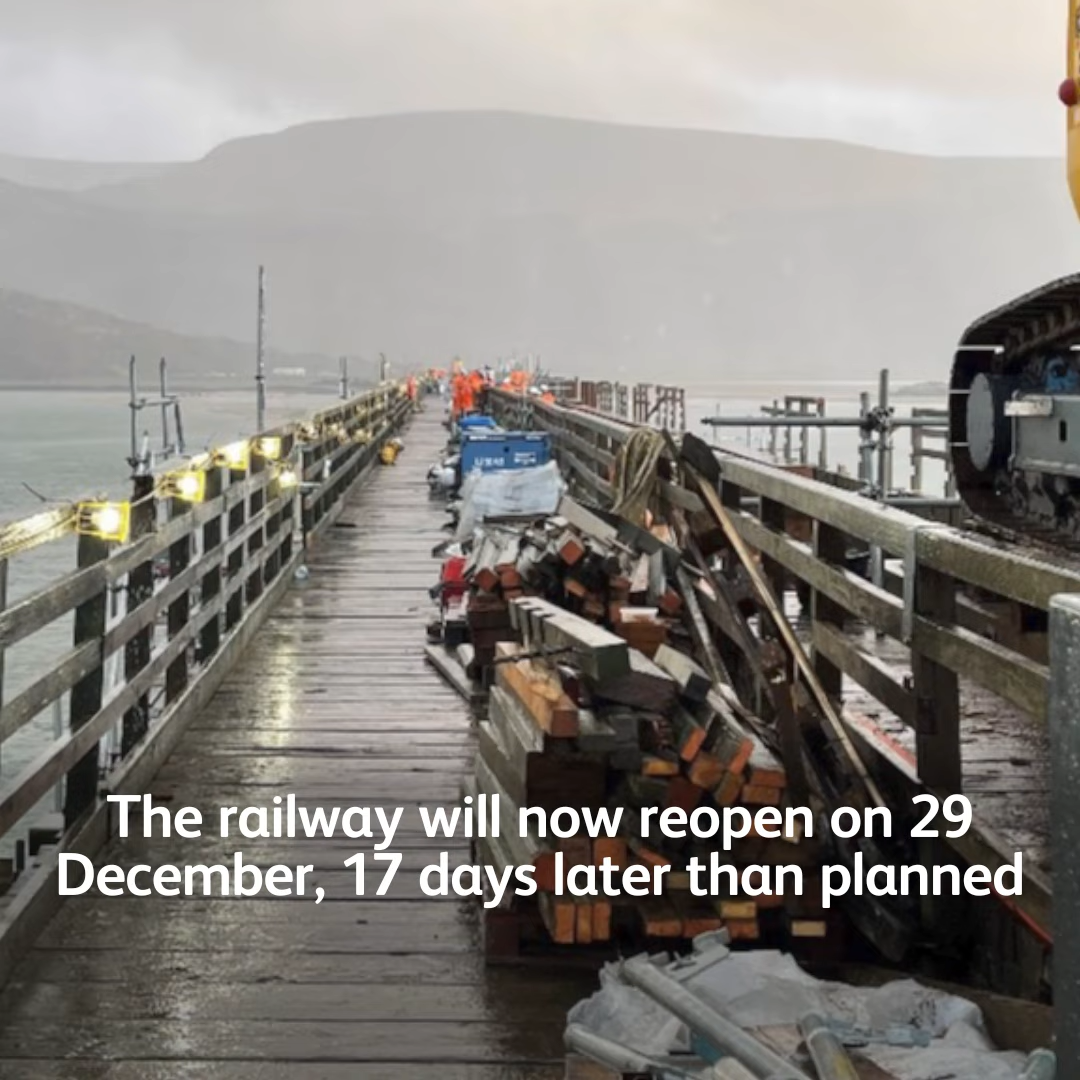 The railway will now reopen on 29
December, 17 days later than planned